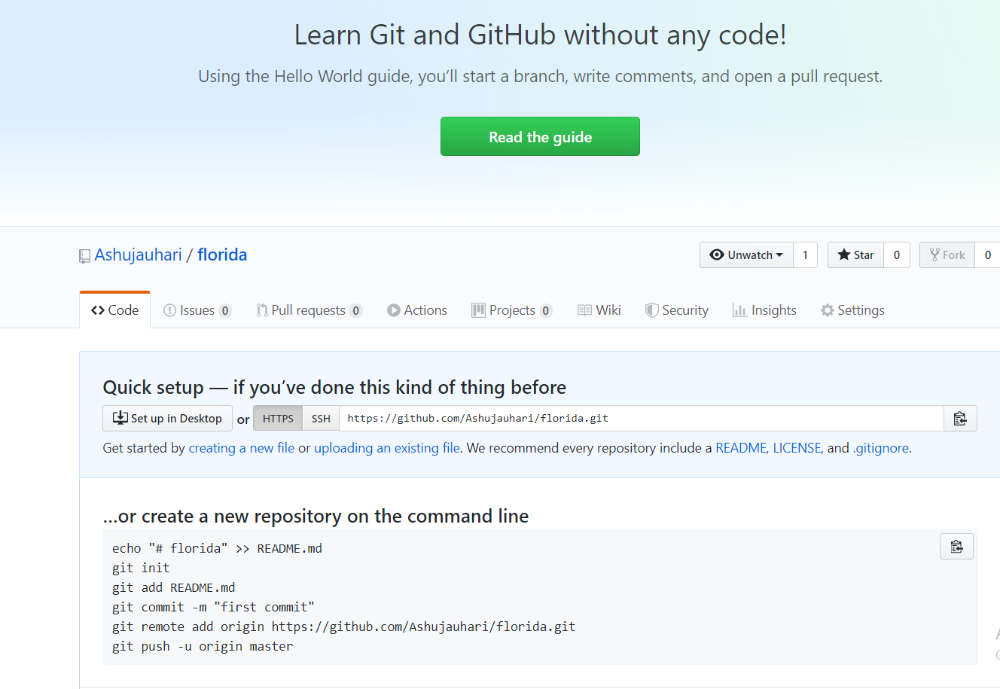 Learn Git and GitHub without any code!
Using the Hello World guide, you’ll start a branch, write comments, and open a pull request.
Read the guide
Ashujauhari / florida
Unwatch 1 Star 0 Fork 0
Code Issues 0 Pull requests 0 Actions Projects 0 Wiki Security Insights Settings
Quick setup — if you’ve done this kind of thing before
Set up in Desktop or HTTPS SSH https://github.com/Ashujauhari/florida.git
Get started by creating a new file or uploading an existing file. We recommend every repository include a README, LICENSE, and .gitignore.
…or create a new repository on the command line
echo "# florida" >> README.md
git init
git add README.md
git commit -m "first commit"
git remote add origin https://github.com/Ashujauhari/florida.git
git push -u origin master